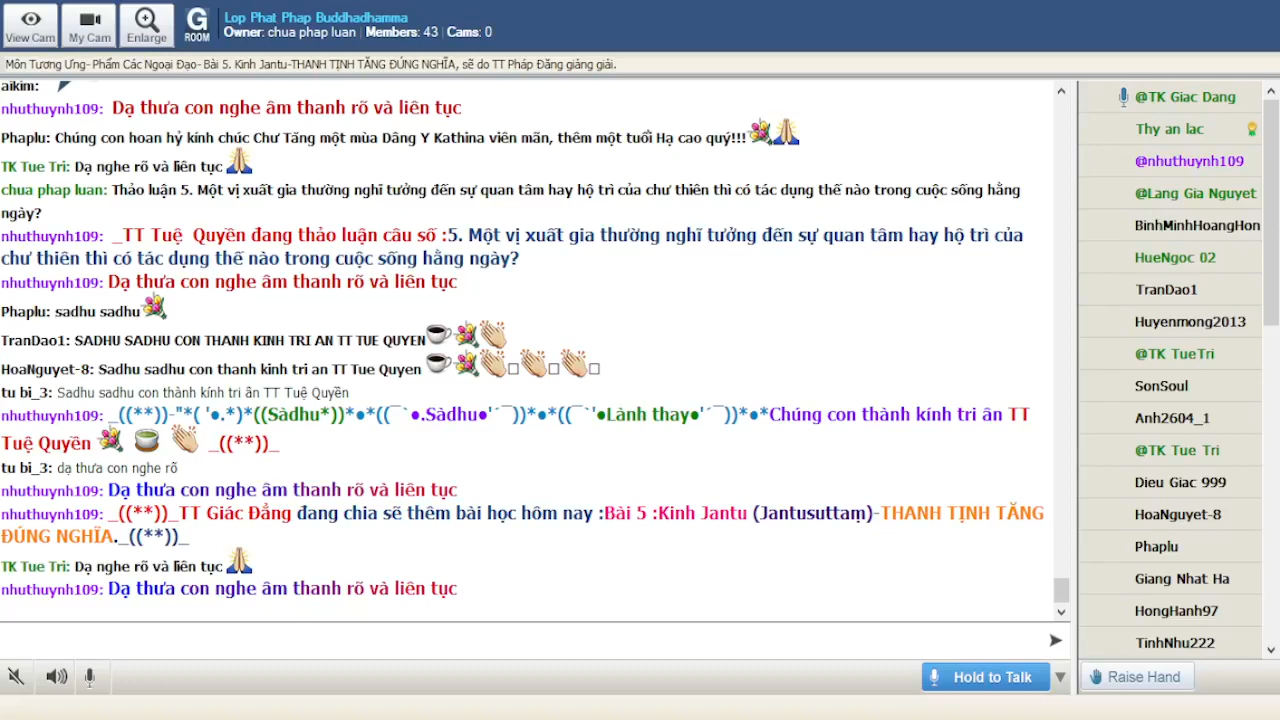 View Cam
My Cam
Enlarge
G
ROOM
Lop Phat Phap Buddhadhamma
Owner: chua phap luan | Members: 43 | Cams: 0
Môn Tương Ưng- Phẩm Các Ngoại Đạo- Bài 5. Kinh Jantu-THANH TỊNH TĂNG ĐÚNG NGHĨA, sẽ do TT Pháp Đăng giảng giải.
aikim:
nhuthuynh109: Dạ thưa con nghe âm thanh rõ và liên tục
Phaplu: Chúng con hoan hỷ kính chúc Chư Tăng một mùa Dâng Y Kathina viên mãn, thêm một tuổi Hạ cao quý!!!
TK Tue Tri: Dạ nghe rõ và liên tục
chua phap luan: Thảo luận 5. Một vị xuất gia thường nghĩ tưởng đến sự quan tâm hay hộ trì của chư thiên thì có tác dụng thế nào trong cuộc sống hằng
ngày?
nhuthuynh109: _TT Tuệ Quyền đang thảo luận câu số :5. Một vị xuất gia thường nghĩ tưởng đến sự quan tâm hay hộ trì của
chư thiên thì có tác dụng thế nào trong cuộc sống hằng ngày?
nhuthuynh109: Dạ thưa con nghe âm thanh rõ và liên tục
Phaplu: sadhu sadhu
TranDao1: SADHU SADHU CON THANH KINH TRI AN TT TUE QUYEN
HoaNguyet-8: Sadhu sadhu con thanh kinh tri an TT Tue Quyen
tu bi_3: Sadhu sadhu con thành kính tri ân TT Tuệ Quyền
nhuthuynh109: _((**))-"*( '●.*)*((Sàdhu*))*●*((¯`●.Sàdhu●'´¯))*●*((¯`'●Lành thay●'´¯))*●*Chúng con thành kính tri ân TT
Tuệ Quyền _((**))_
tu bi_3: dạ thưa con nghe rõ
nhuthuynh109: Dạ thưa con nghe âm thanh rõ và liên tục
nhuthuynh109: _((**))_TT Giác Đẳng đang chia sẽ thêm bài học hôm nay :Bài 5 :Kinh Jantu (Jantusuttaṃ)-THANH TỊNH TĂNG
ĐÚNG NGHĨA._((**))_
TK Tue Tri: Dạ nghe rõ và liên tục
nhuthuynh109: Dạ thưa con nghe âm thanh rõ và liên tục
Hold to Talk
@TK Giac Dang
Thy an lac
@nhuthuynh109
@Lang Gia Nguyet
BinhMinhHoangHon
HueNgoc 02
TranDao1
Huyenmong2013
@TK TueTri
SonSoul
Anh2604_1
@TK Tue Tri
Dieu Giac 999
HoaNguyet-8
Phaplu
Giang Nhat Ha
HongHanh97
TinhNhu222
Raise Hand